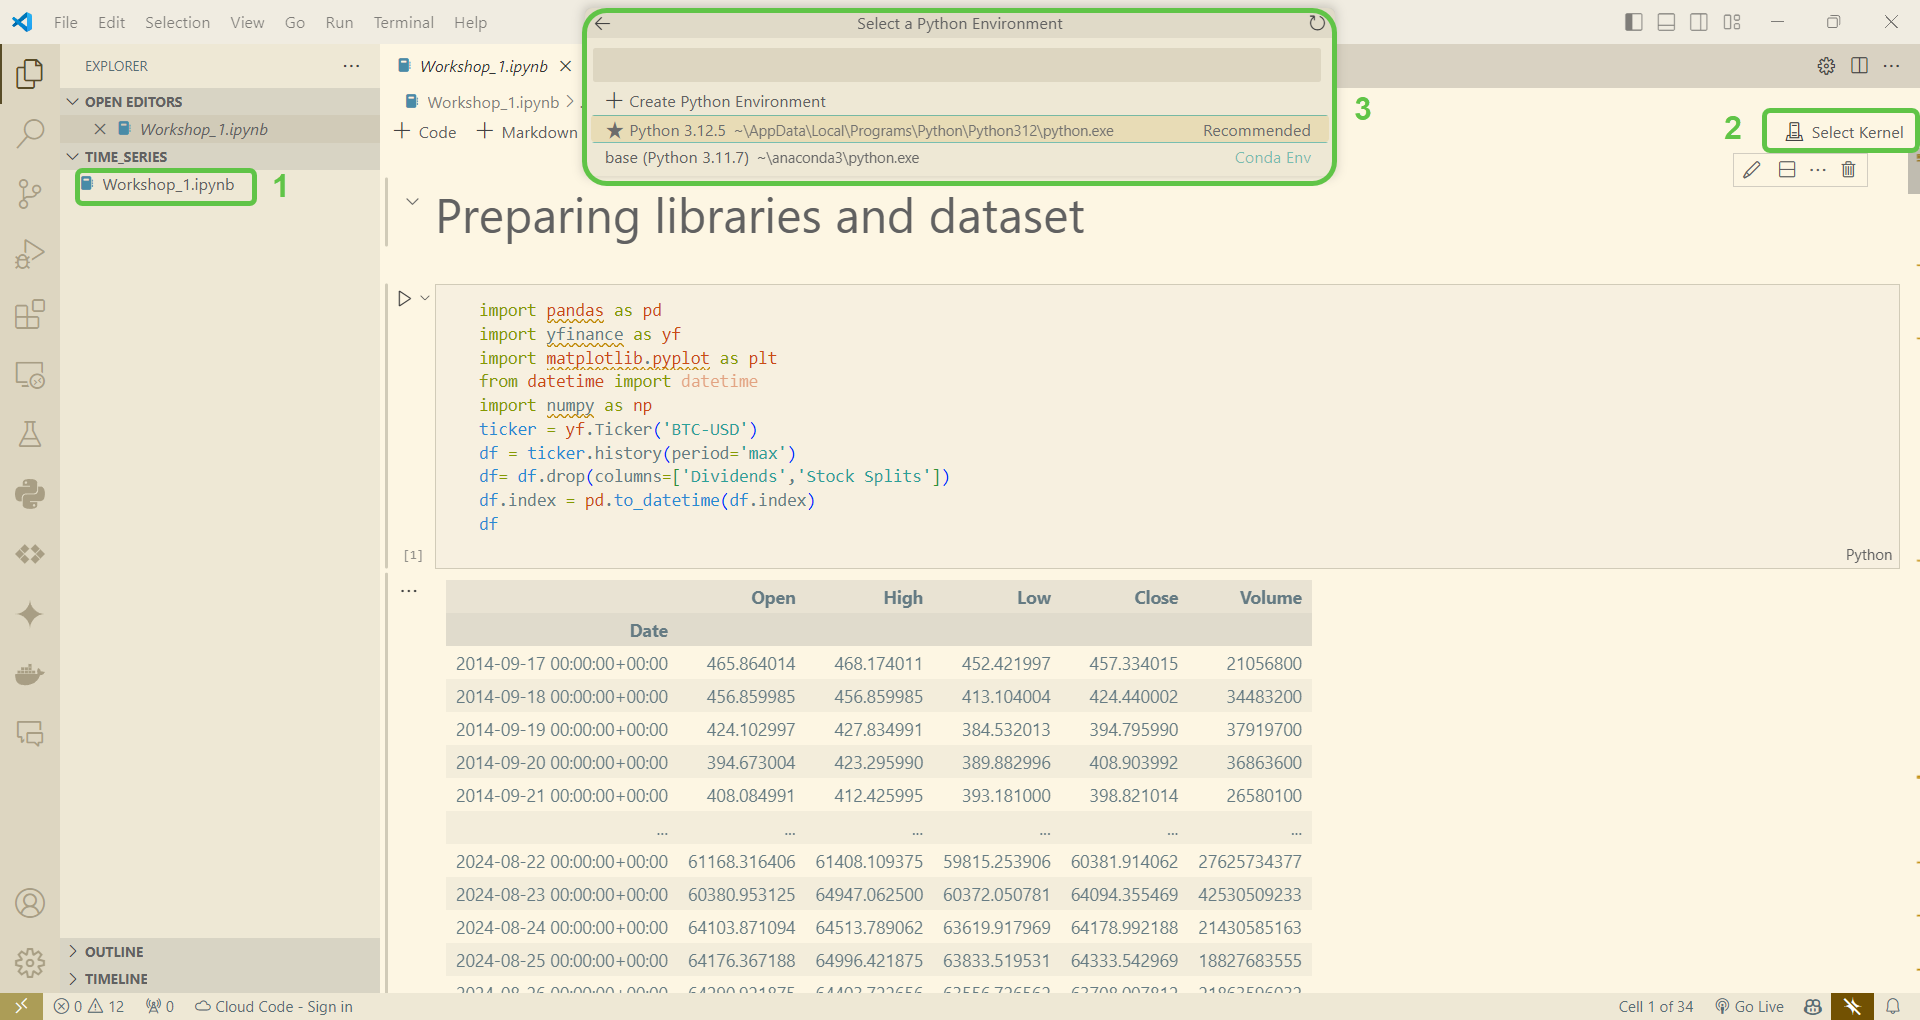 File Edit Selection View Go Run Terminal Help
Select a Python Environment
EXPLORER
Workshop_1.ipynb
OPEN EDITORS
Workshop_1.ipynb
TIME_SERIES
Workshop_1.ipynb
1
Workshop_1.ipynb
Code Markdown
Create Python Environment
Python 3.12.5 ~\AppData\Local\Programs\Python\Python312\python.exe Recommended
base (Python 3.11.7) ~\anaconda3\python.exe Conda Env
3
2
Select Kernel
Preparing libraries and dataset
import pandas as pd
import yfinance as yf
import matplotlib.pyplot as plt
from datetime import datetime
import numpy as np
ticker = yf.Ticker('BTC-USD')
df = ticker.history(period='max')
df= df.drop(columns=['Dividends','Stock Splits'])
df.index = pd.to_datetime(df.index)
df
[1]
Python
Open High Low Close Volume
Date
2014-09-17 00:00:00+00:00 465.864014 468.174011 452.421997 457.334015 21056800
2014-09-18 00:00:00+00:00 456.859985 456.859985 413.104004 424.440002 34483200
2014-09-19 00:00:00+00:00 424.102997 427.834991 384.532013 394.795990 37919700
2014-09-20 00:00:00+00:00 394.673004 423.295990 389.882996 408.903992 36863600
2014-09-21 00:00:00+00:00 408.084991 412.425995 393.181000 398.821014 26580100
... ... ... ... ... ...
2024-08-22 00:00:00+00:00 61168.316406 61408.109375 59815.253906 60381.914062 27625734377
2024-08-23 00:00:00+00:00 60380.953125 64947.062500 60372.050781 64094.355469 42530509233
2024-08-24 00:00:00+00:00 64103.871094 64513.789062 63619.917969 64178.992188 21430585163
2024-08-25 00:00:00+00:00 64176.367188 64996.421875 63833.519531 64333.542969 18827683555
OUTLINE
TIMELINE
0 12 0 Cloud Code - Sign in
Cell 1 of 34 Go Live